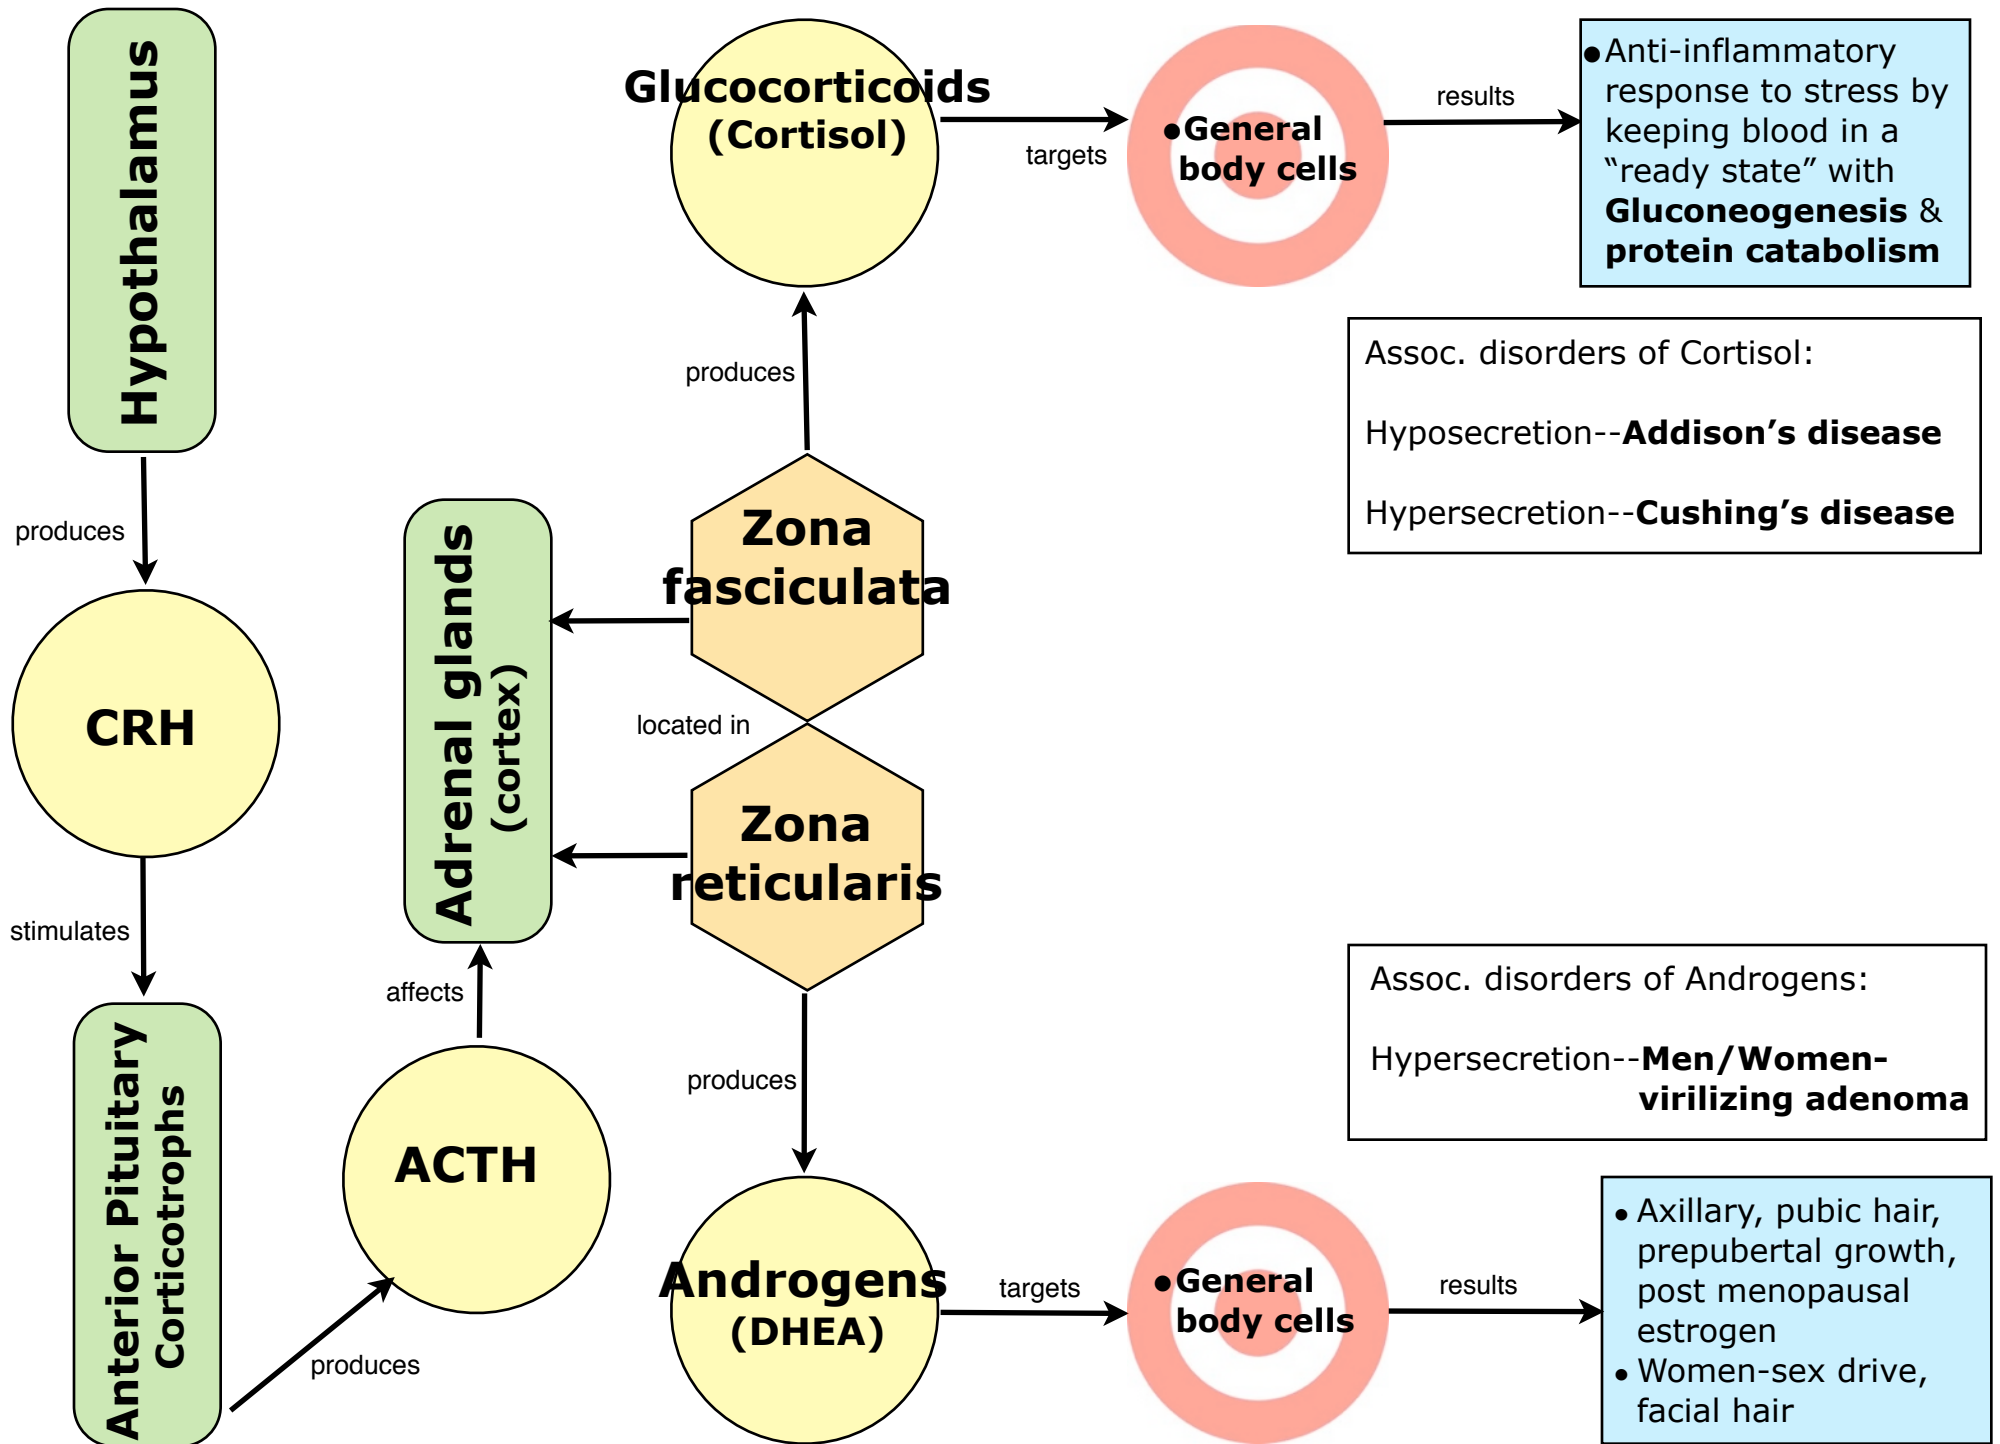 Hypothalamus
produces
CRH
stimulates
Anterior Pituitary
Corticotrophs
produces
ACTH
affects
Adrenal glands
(cortex)
located in
Zona
fasciculata
Zona
reticularis
produces
Glucocorticoids
(Cortisol)
targets
•General
body cells
results
•Anti-inflammatory
response to stress by
keeping blood in a
“ready state” with
Gluconeogenesis &
protein catabolism
Assoc. disorders of Cortisol:
Hyposecretion--Addison’s disease
Hypersecretion--Cushing’s disease
produces
Androgens
(DHEA)
targets
•General
body cells
results
Assoc. disorders of Androgens:
Hypersecretion--Men/Women-
virilizing adenoma
• Axillary, pubic hair,
prepubertal growth,
post menopausal
estrogen
• Women-sex drive,
facial hair